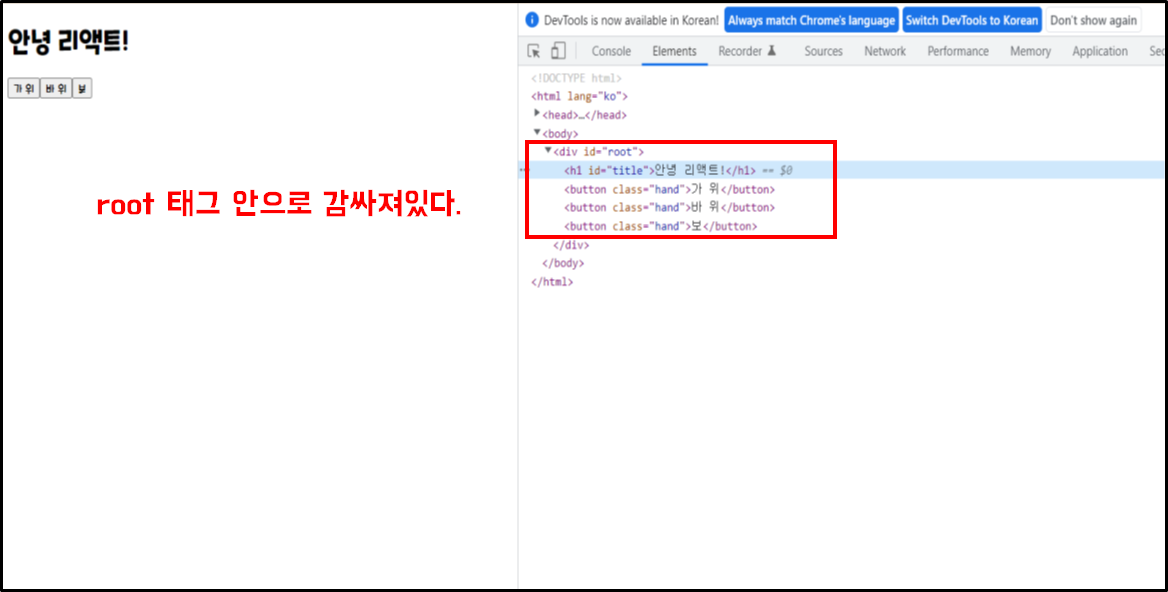 안녕 리액트!
가 위 바 위 보
root 태그 안으로 감싸져있다.
DevTools is now available in Korean! Always match Chrome's language Switch DevTools to Korean Don't show again
Console Elements Recorder Sources Network Performance Memory Application Sec
<!DOCTYPE html>
<html lang="ko">
<head>…</head>
<body>
<div id="root">
<h1 id="title">안녕 리액트!</h1> == $0
<button class="hand">가 위</button>
<button class="hand">바 위</button>
<button class="hand">보</button>
</div>
</body>
</html>